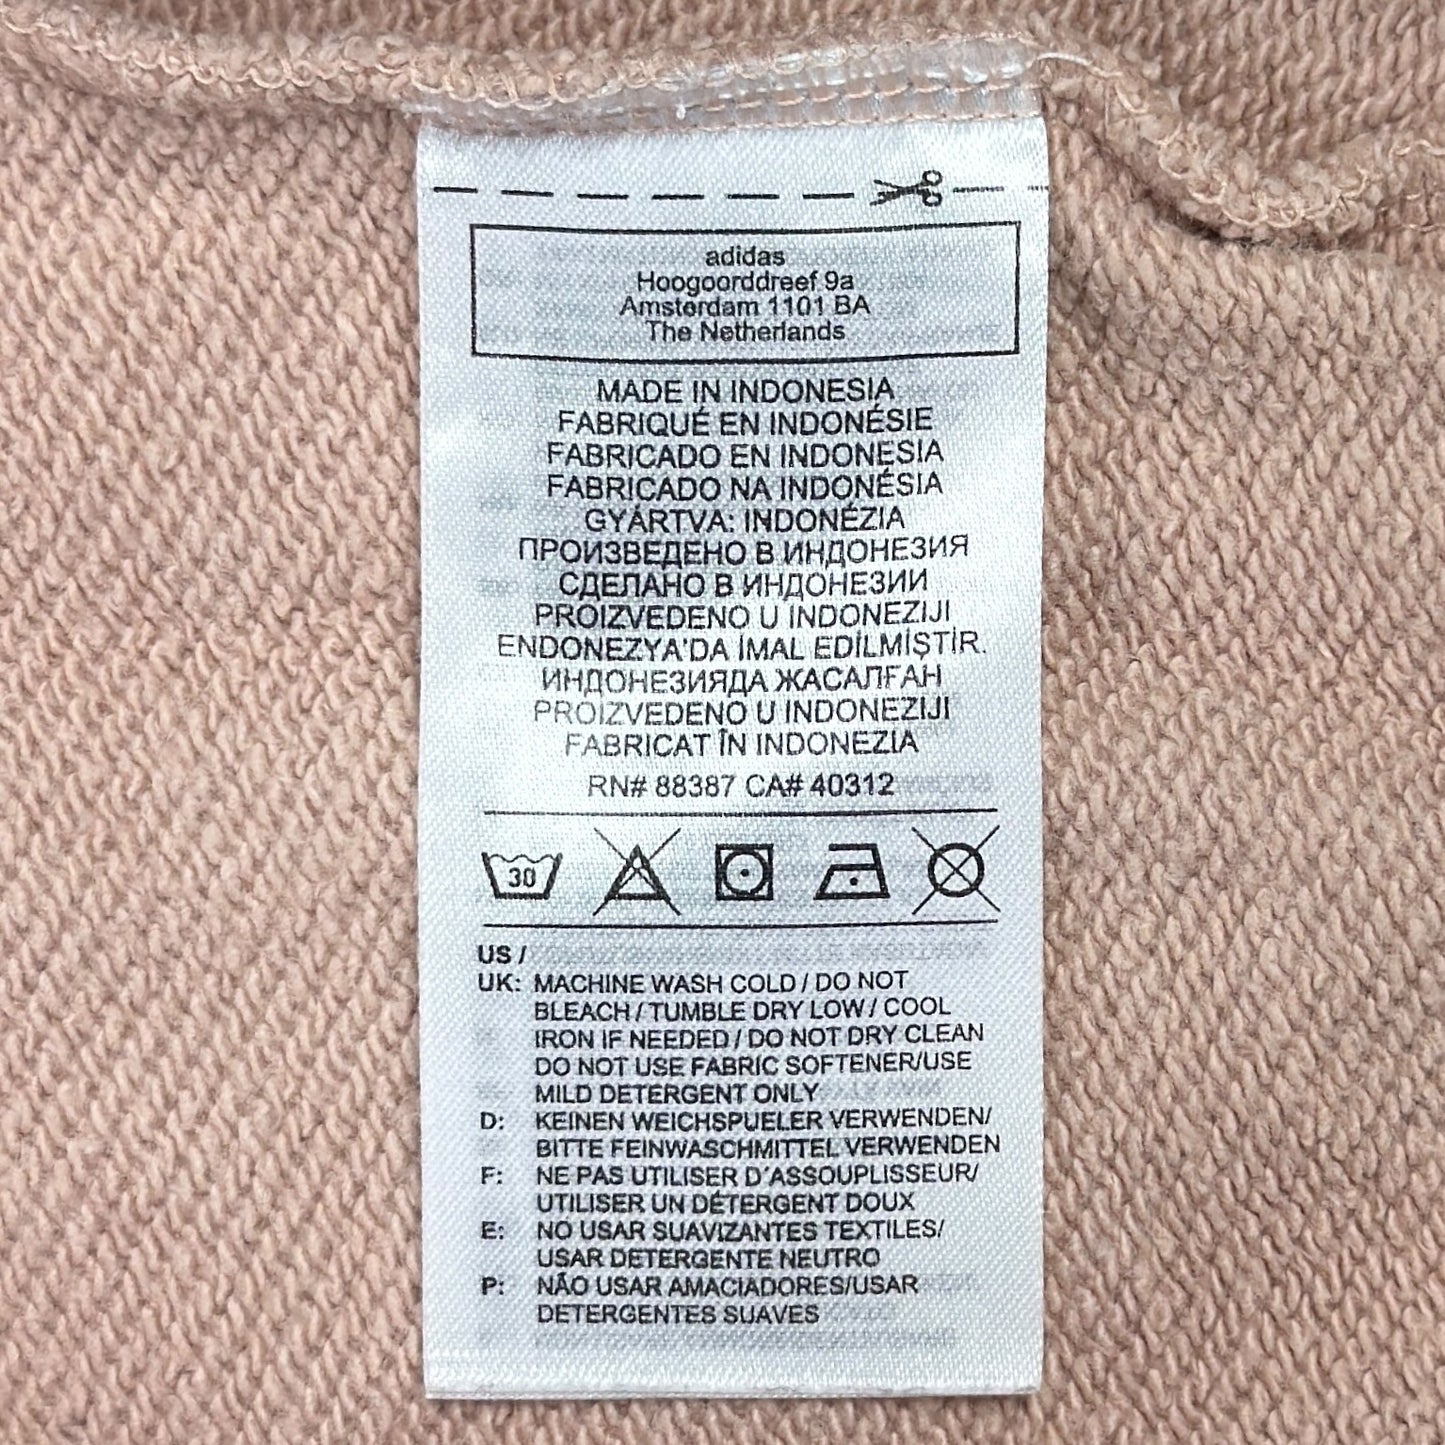 adidas
Hoogoorddreef 9a
Amsterdam 1101 BA
The Netherlands
MADE IN INDONESIA
FABRIQUÉ EN INDONÉSIE
FABRICADO EN INDONESIA
FABRICADO NA INDONÉSIA
GYÁRTVA: INDONÉZIA
ПРОИЗВЕДЕНО В ИНДОНЕЗИЯ
СДЕЛАНО В ИНДОНЕЗИИ
PROIZVEDENO U INDONEZIJI
ENDONEZYA'DA İMAL EDİLMİŞTİR.
ИНДОНЕЗИЯДА ЖАСАЛҒАН
PROIZVEDENO U INDONEZIJI
FABRICAT ÎN INDONEZIA
RN# 88387 CA# 40312
30
US /
UK: MACHINE WASH COLD / DO NOT
BLEACH / TUMBLE DRY LOW / COOL
IRON IF NEEDED / DO NOT DRY CLEAN
DO NOT USE FABRIC SOFTENER/USE
MILD DETERGENT ONLY
D: KEINEN WEICHSPUELER VERWENDEN/
BITTE FEINWASCHMITTEL VERWENDEN
F: NE PAS UTILISER D´ASSOUPLISSEUR/
UTILISER UN DÉTERGENT DOUX
E: NO USAR SUAVIZANTES TEXTILES/
USAR DETERGENTE NEUTRO
P: NÃO USAR AMACIADORES/USAR
DETERGENTES SUAVES